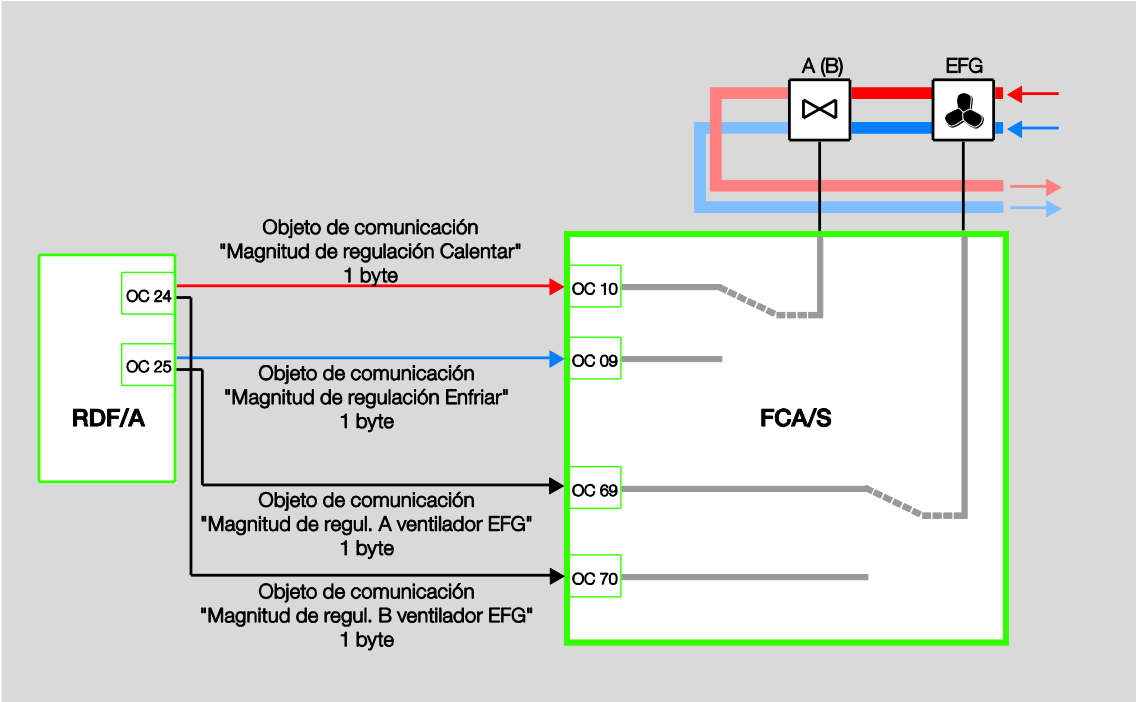 A (B)
EFG
Objeto de comunicación
"Magnitud de regulación Calentar"
1 byte
OC 24
OC 10
OC 25
OC 09
Objeto de comunicación
"Magnitud de regulación Enfriar"
1 byte
RDF/A
FCA/S
OC 69
Objeto de comunicación
"Magnitud de regul. A ventilador EFG"
1 byte
OC 70
Objeto de comunicación
"Magnitud de regul. B ventilador EFG"
1 byte